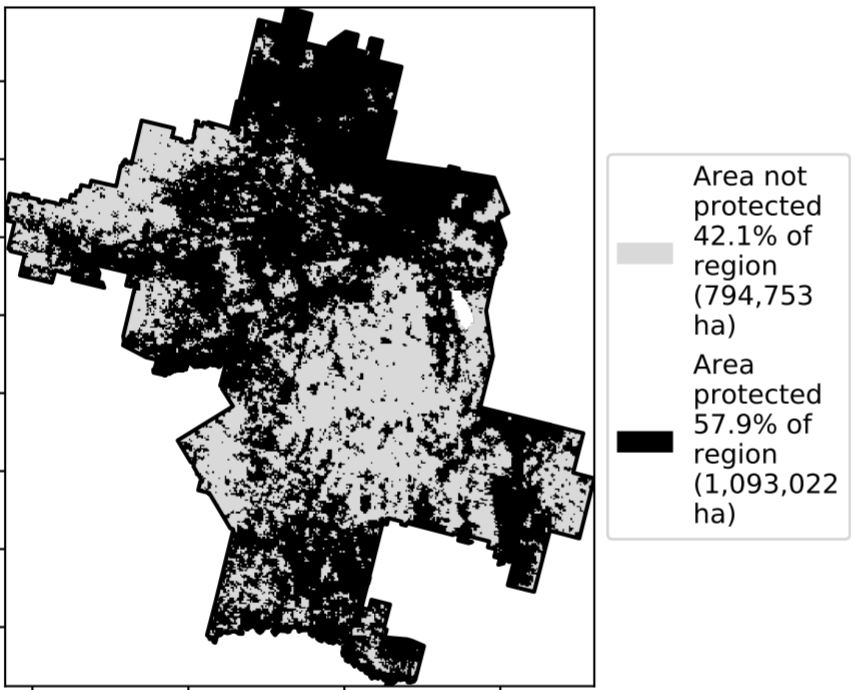 Area not
protected
42.1% of
region
(794,753
ha)
Area
protected
57.9% of
region
(1,093,022
ha)